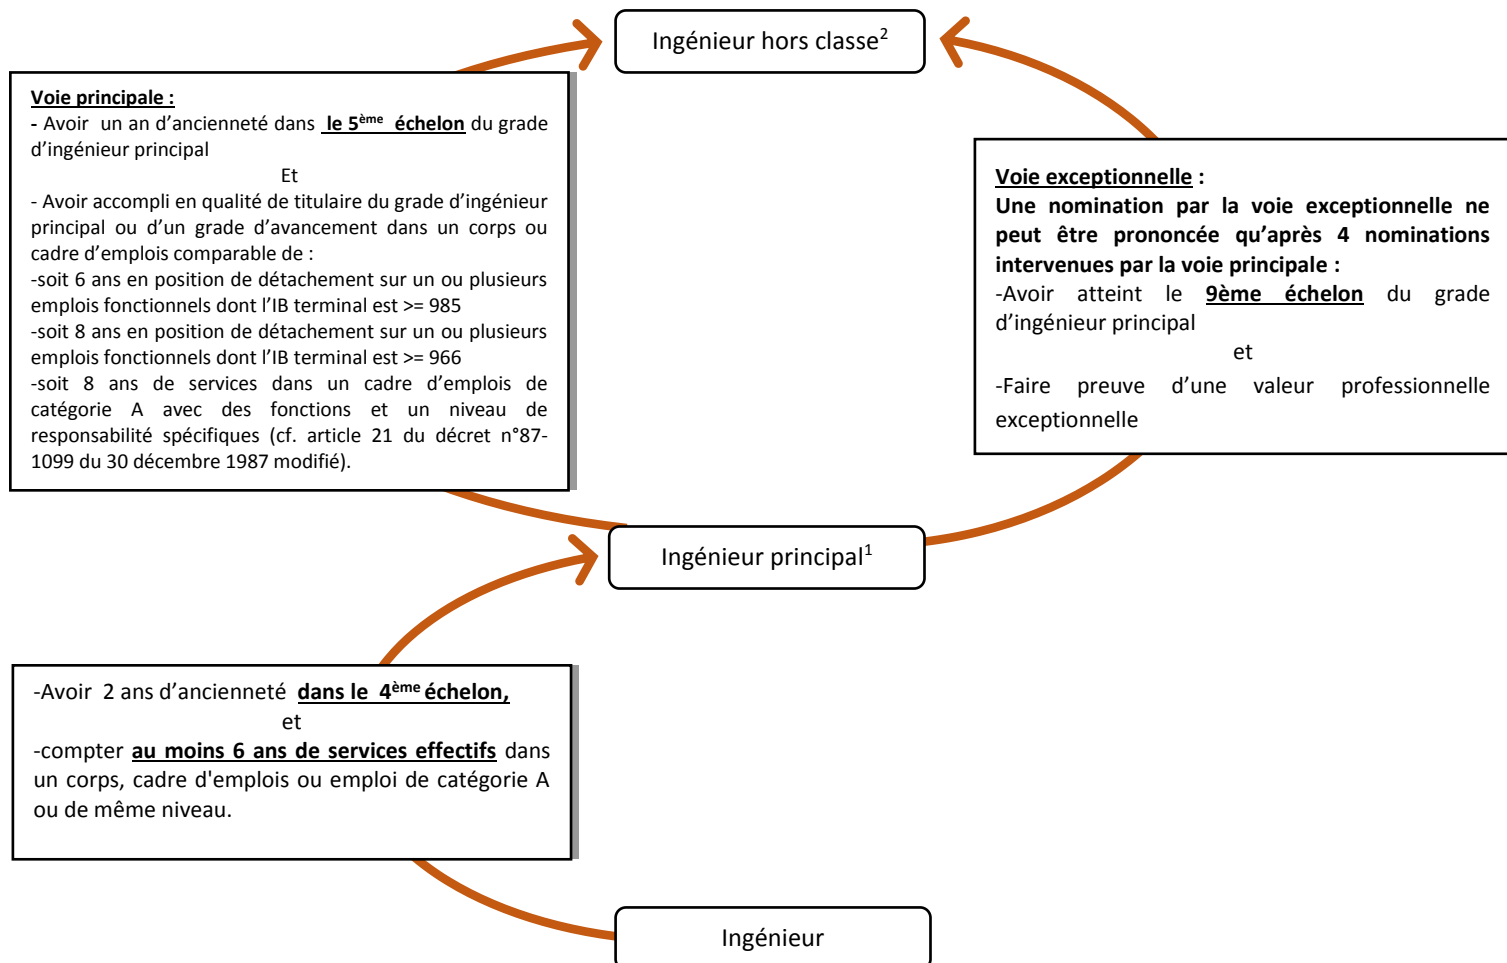 Ingénieur hors classe²
Voie principale :
- Avoir un an d’ancienneté dans le 5ème échelon du grade
d’ingénieur principal
Et
- Avoir accompli en qualité de titulaire du grade d’ingénieur
principal ou d’un grade d’avancement dans un corps ou
cadre d’emplois comparable de :
-soit 6 ans en position de détachement sur un ou plusieurs
emplois fonctionnels dont l’IB terminal est >= 985
-soit 8 ans en position de détachement sur un ou plusieurs
emplois fonctionnels dont l’IB terminal est >= 966
-soit 8 ans de services dans un cadre d’emplois de
catégorie A avec des fonctions et un niveau de
responsabilité spécifiques (cf. article 21 du décret n°87-
1099 du 30 décembre 1987 modifié).
Voie exceptionnelle :
Une nomination par la voie exceptionnelle ne
peut être prononcée qu’après 4 nominations
intervenues par la voie principale :
-Avoir atteint le 9ème échelon du grade
d’ingénieur principal
et
-Faire preuve d’une valeur professionnelle
exceptionnelle
Ingénieur principal¹
-Avoir 2 ans d’ancienneté dans le 4ème échelon,
et
-compter au moins 6 ans de services effectifs dans
un corps, cadre d'emplois ou emploi de catégorie A
ou de même niveau.
Ingénieur